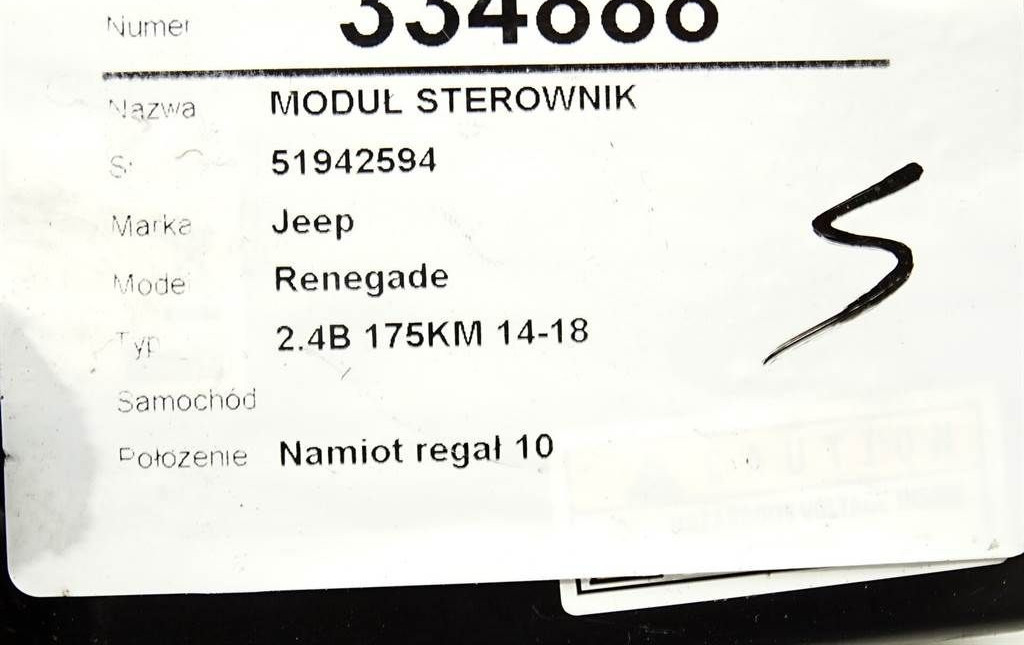 Numer
Nazwa MODUŁ STEROWNIK
51942594
Marka Jeep
Model Renegade
Typ 2.4B 175KM 14-18
Samochód
Położenie Namiot regał 10
S